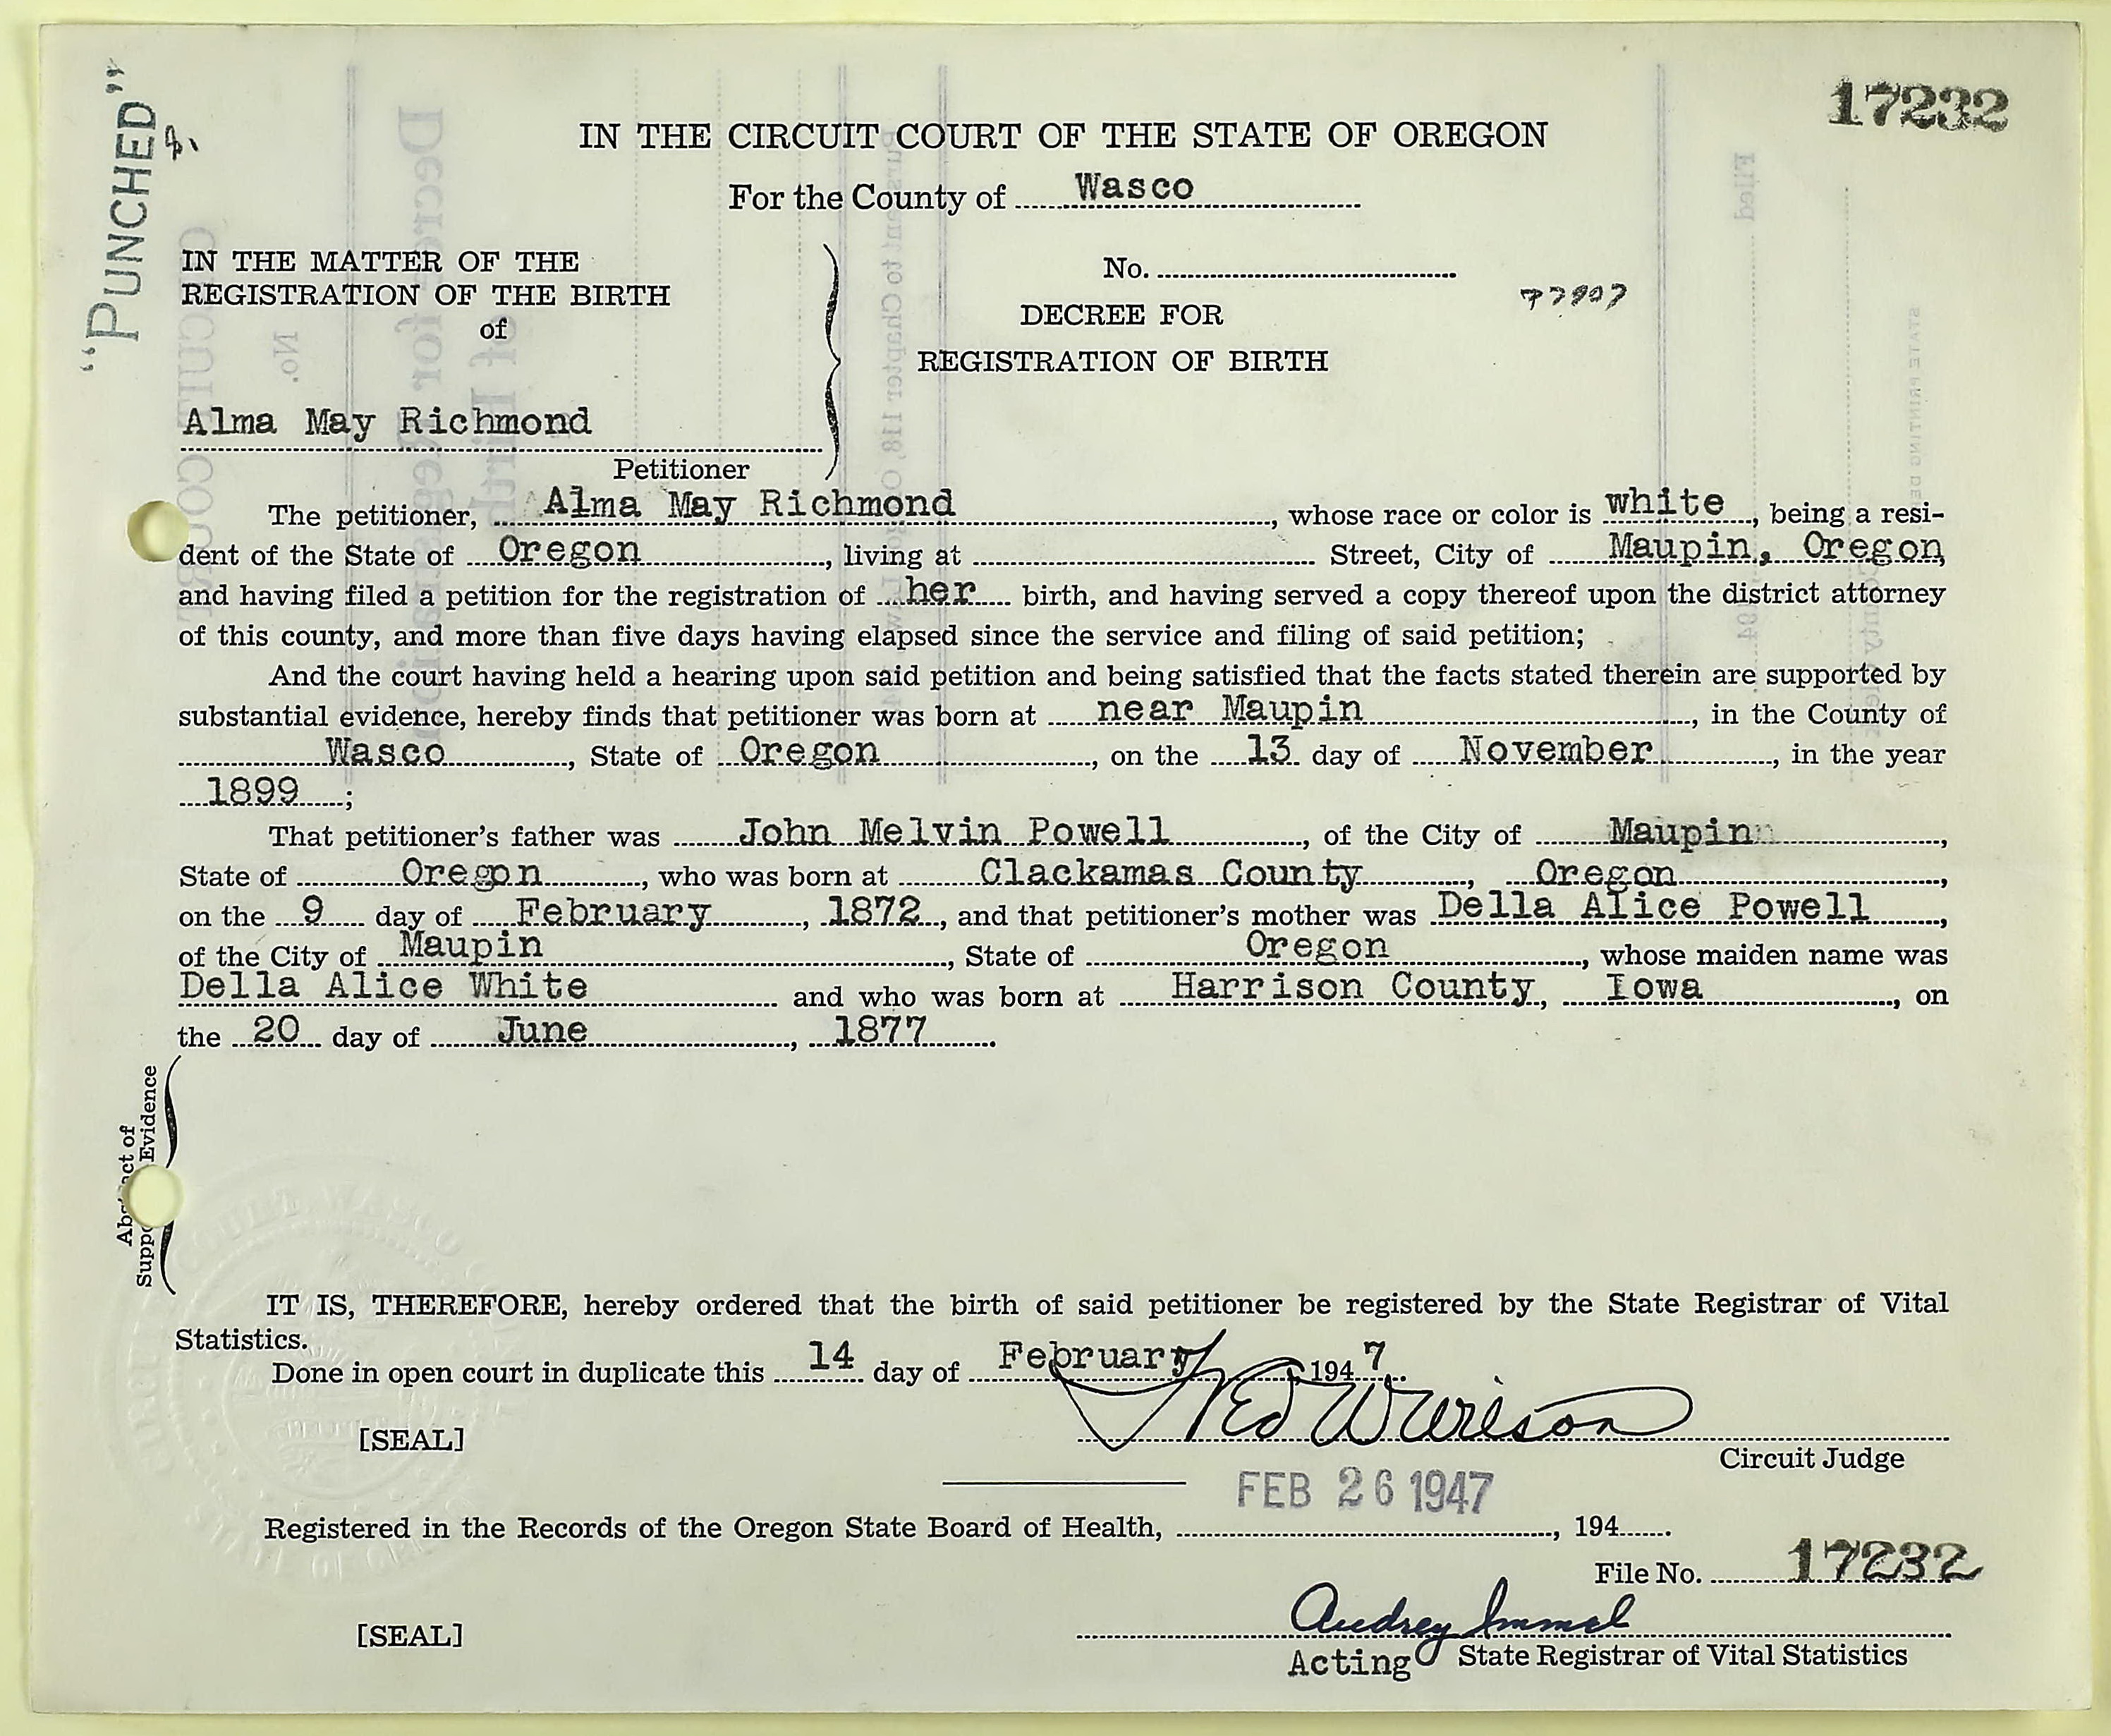 "PUNCHED"
17232
IN THE CIRCUIT COURT OF THE STATE OF OREGON
For the County of Wasco
IN THE MATTER OF THE
REGISTRATION OF THE BIRTH
of
Alma May Richmond
Petitioner
No.
DECREE FOR
REGISTRATION OF BIRTH
The petitioner, Alma May Richmond, whose race or color is white, being a resi-
dent of the State of Oregon, living at Street, City of Maupin, Oregon,
and having filed a petition for the registration of her birth, and having served a copy thereof upon the district attorney
of this county, and more than five days having elapsed since the service and filing of said petition;
And the court having held a hearing upon said petition and being satisfied that the facts stated therein are supported by
substantial evidence, hereby finds that petitioner was born at near Maupin, in the County of
Wasco, State of Oregon, on the 13 day of November, in the year
1899;
That petitioner's father was John Melvin Powell, of the City of Maupin,
State of Oregon, who was born at Clackamas County, Oregon,
on the 9 day of February, 1872, and that petitioner's mother was Della Alice Powell,
of the City of Maupin, State of Oregon, whose maiden name was
Della Alice White and who was born at Harrison County, Iowa, on
the 20 day of June, 1877.
Evidence
IT IS, THEREFORE, hereby ordered that the birth of said petitioner be registered by the State Registrar of Vital
Statistics.
Done in open court in duplicate this 14 day of February, 1947.
[SEAL]
Circuit Judge
FEB 26 1947
Registered in the Records of the Oregon State Board of Health, , 194
File No. 17232
Audrey Immel
[SEAL]
Acting State Registrar of Vital Statistics